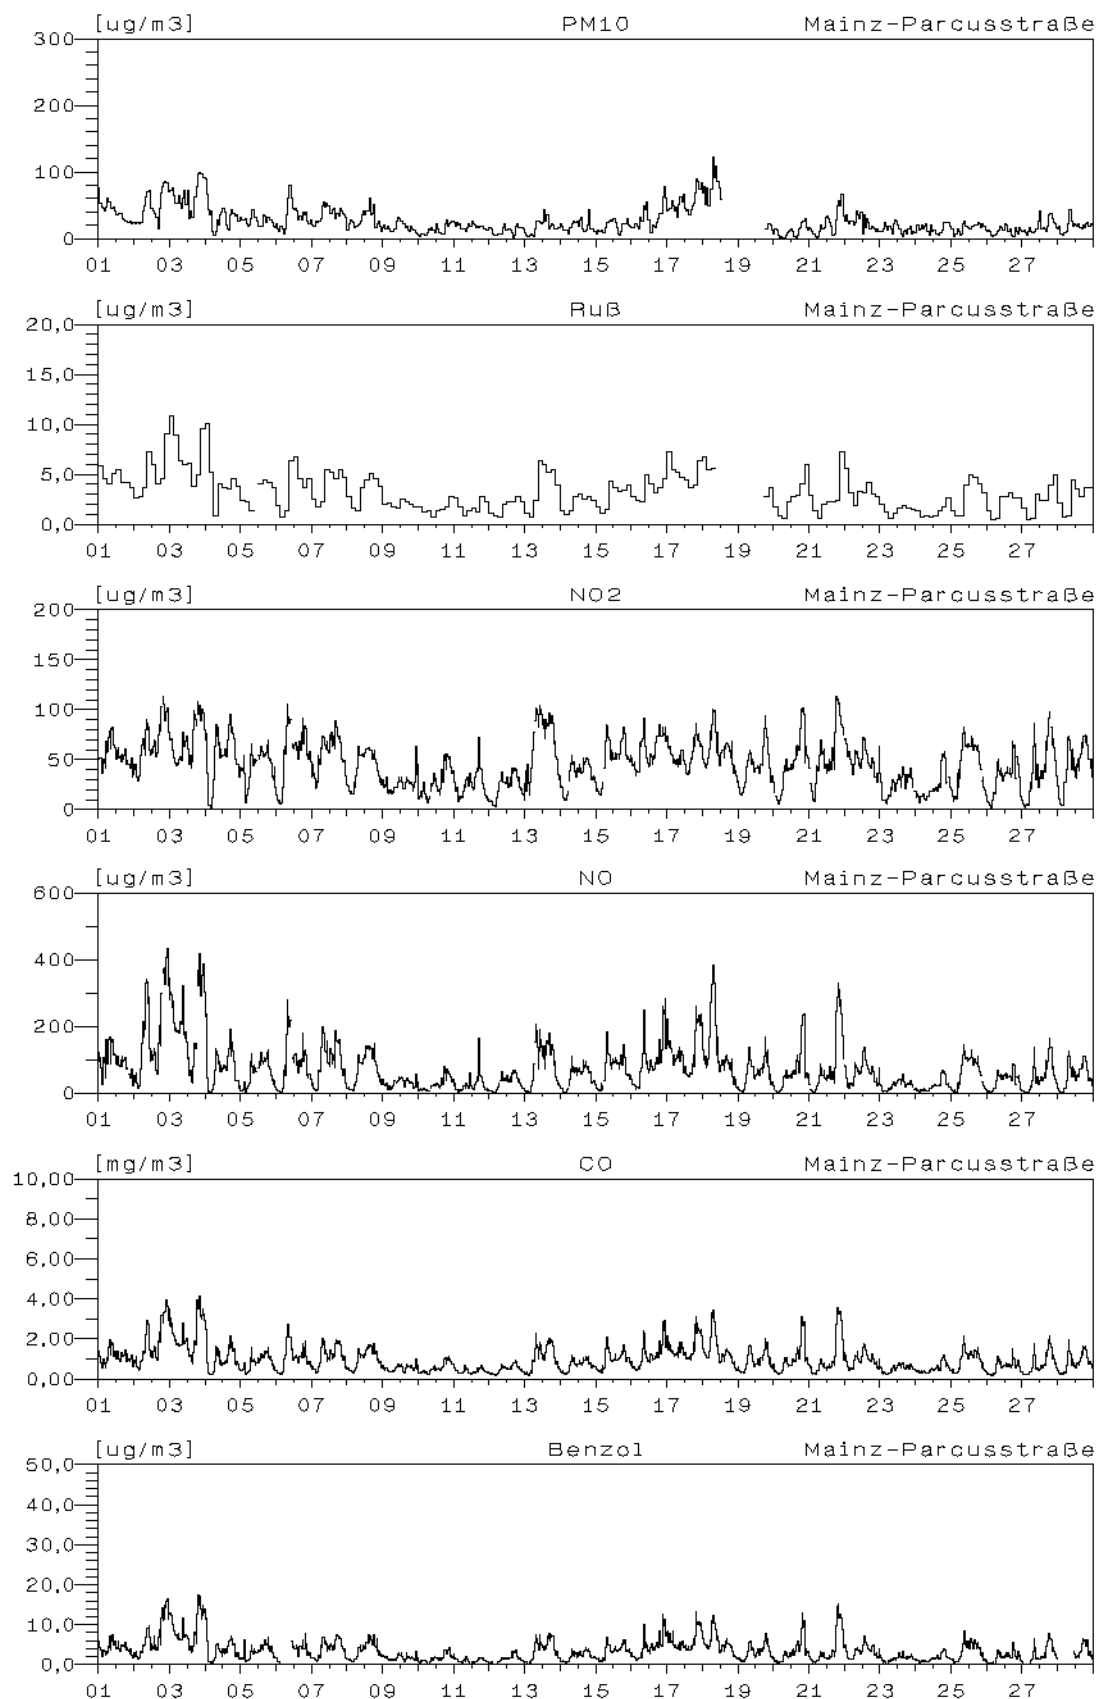 [ug/m3] PM10 Mainz-Parcusstraße
300
200
100
0
01 03 05 07 09 11 13 15 17 19 21 23 25 27
[ug/m3] Ruß Mainz-Parcusstraße
20,0
15,0
10,0
5,0
0,0
01 03 05 07 09 11 13 15 17 19 21 23 25 27
[ug/m3] NO2 Mainz-Parcusstraße
200
150
100
50
0
01 03 05 07 09 11 13 15 17 19 21 23 25 27
[ug/m3] NO Mainz-Parcusstraße
600
400
200
0
01 03 05 07 09 11 13 15 17 19 21 23 25 27
[mg/m3] CO Mainz-Parcusstraße
10,00
8,00
6,00
4,00
2,00
0,00
01 03 05 07 09 11 13 15 17 19 21 23 25 27
[ug/m3] Benzol Mainz-Parcusstraße
50,0
40,0
30,0
20,0
10,0
0,0
01 03 05 07 09 11 13 15 17 19 21 23 25 27